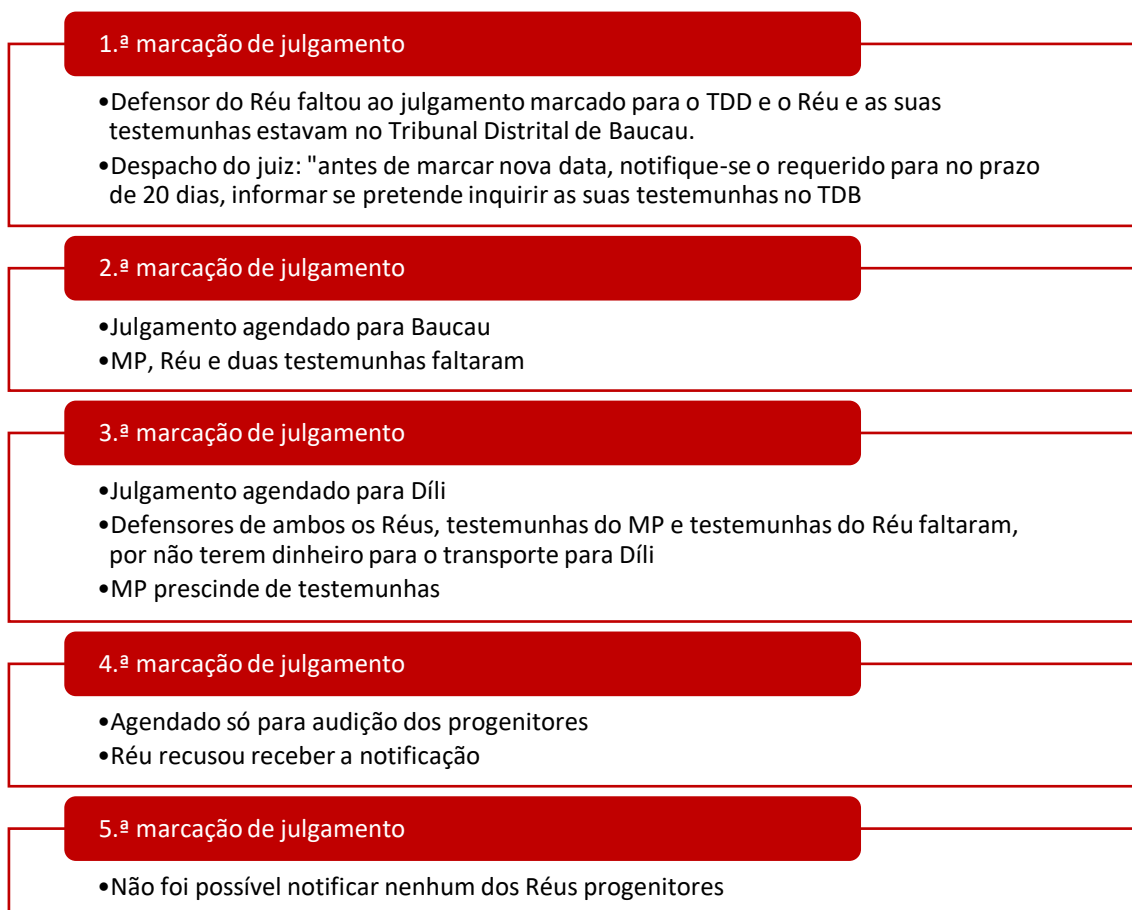 1.ª marcação de julgamento
•Defensor do Réu faltou ao julgamento marcado para o TDD e o Réu e as suas
testemunhas estavam no Tribunal Distrital de Baucau.
•Despacho do juiz: "antes de marcar nova data, notifique-se o requerido para no prazo
de 20 dias, informar se pretende inquirir as suas testemunhas no TDB
2.ª marcação de julgamento
•Julgamento agendado para Baucau
•MP, Réu e duas testemunhas faltaram
3.ª marcação de julgamento
•Julgamento agendado para Díli
•Defensores de ambos os Réus, testemunhas do MP e testemunhas do Réu faltaram,
por não terem dinheiro para o transporte para Díli
•MP prescinde de testemunhas
4.ª marcação de julgamento
•Agendado só para audição dos progenitores
•Réu recusou receber a notificação
5.ª marcação de julgamento
•Não foi possível notificar nenhum dos Réus progenitores